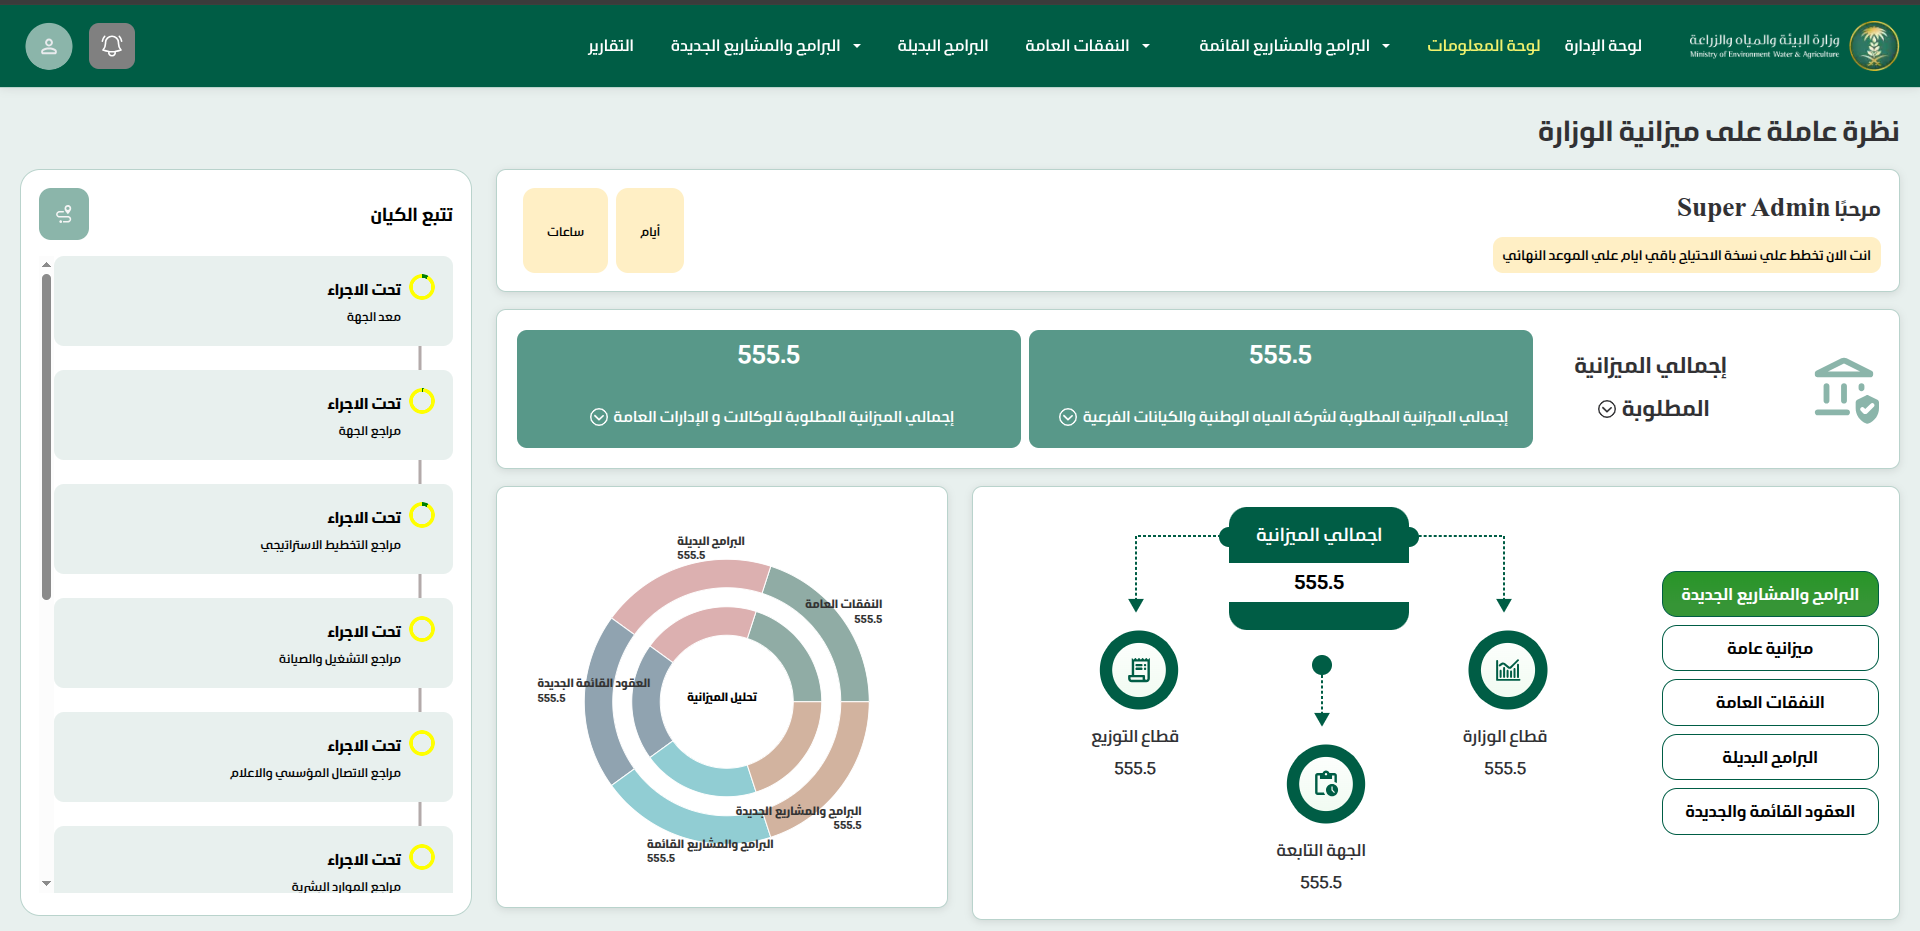 وزارة البيئة والمياه والزراعة
Ministry of Environment Water & Agriculture
لوحة الإدارة
لوحة المعلومات
البرامج والمشاريع القائمة
النفقات العامة
البرامج البديلة
البرامج والمشاريع الجديدة
التقارير
نظرة عاملة على ميزانية الوزارة
مرحبًا Super Admin
انت الان تخطط علي نسخة الاحتياج باقي ايام علي الموعد النهائي
أيام
ساعات
إجمالي الميزانية
المطلوبة
555.5
إجمالي الميزانية المطلوبة لشركة المياه الوطنية والكيانات الفرعية
555.5
إجمالي الميزانية المطلوبة للوكالات و الإدارات العامة
البرامج والمشاريع الجديدة
ميزانية عامة
النفقات العامة
البرامج البديلة
العقود القائمة والجديدة
اجمالي الميزانية
555.5
قطاع الوزارة
555.5
الجهة التابعة
555.5
قطاع التوزيع
555.5
البرامج البديلة
555.5
النفقات العامة
555.5
العقود القائمة الجديدة
555.5
تحليل الميزانية
البرامج والمشاريع الجديدة
555.5
البرامج والمشاريع القائمة
555.5
تتبع الكيان
تحت الاجراء
معد الجهة
تحت الاجراء
مراجع الجهة
تحت الاجراء
مراجع التخطيط الاستراتيجي
تحت الاجراء
مراجع التشغيل والصيانة
تحت الاجراء
مراجع الاتصال المؤسسي والاعلام
تحت الاجراء
مراجع الموارد البشرية